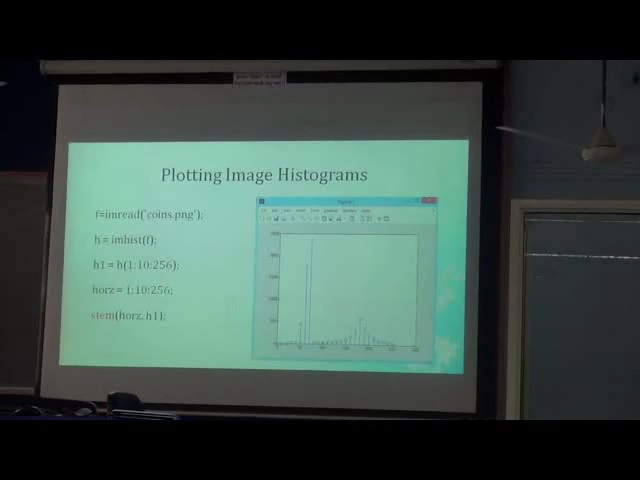 Plotting Image Histograms
f=imread('coins.png');
h = imhist(f);
h1 = h(1:10:256);
horz = 1:10:256;
stem(horz, h1);